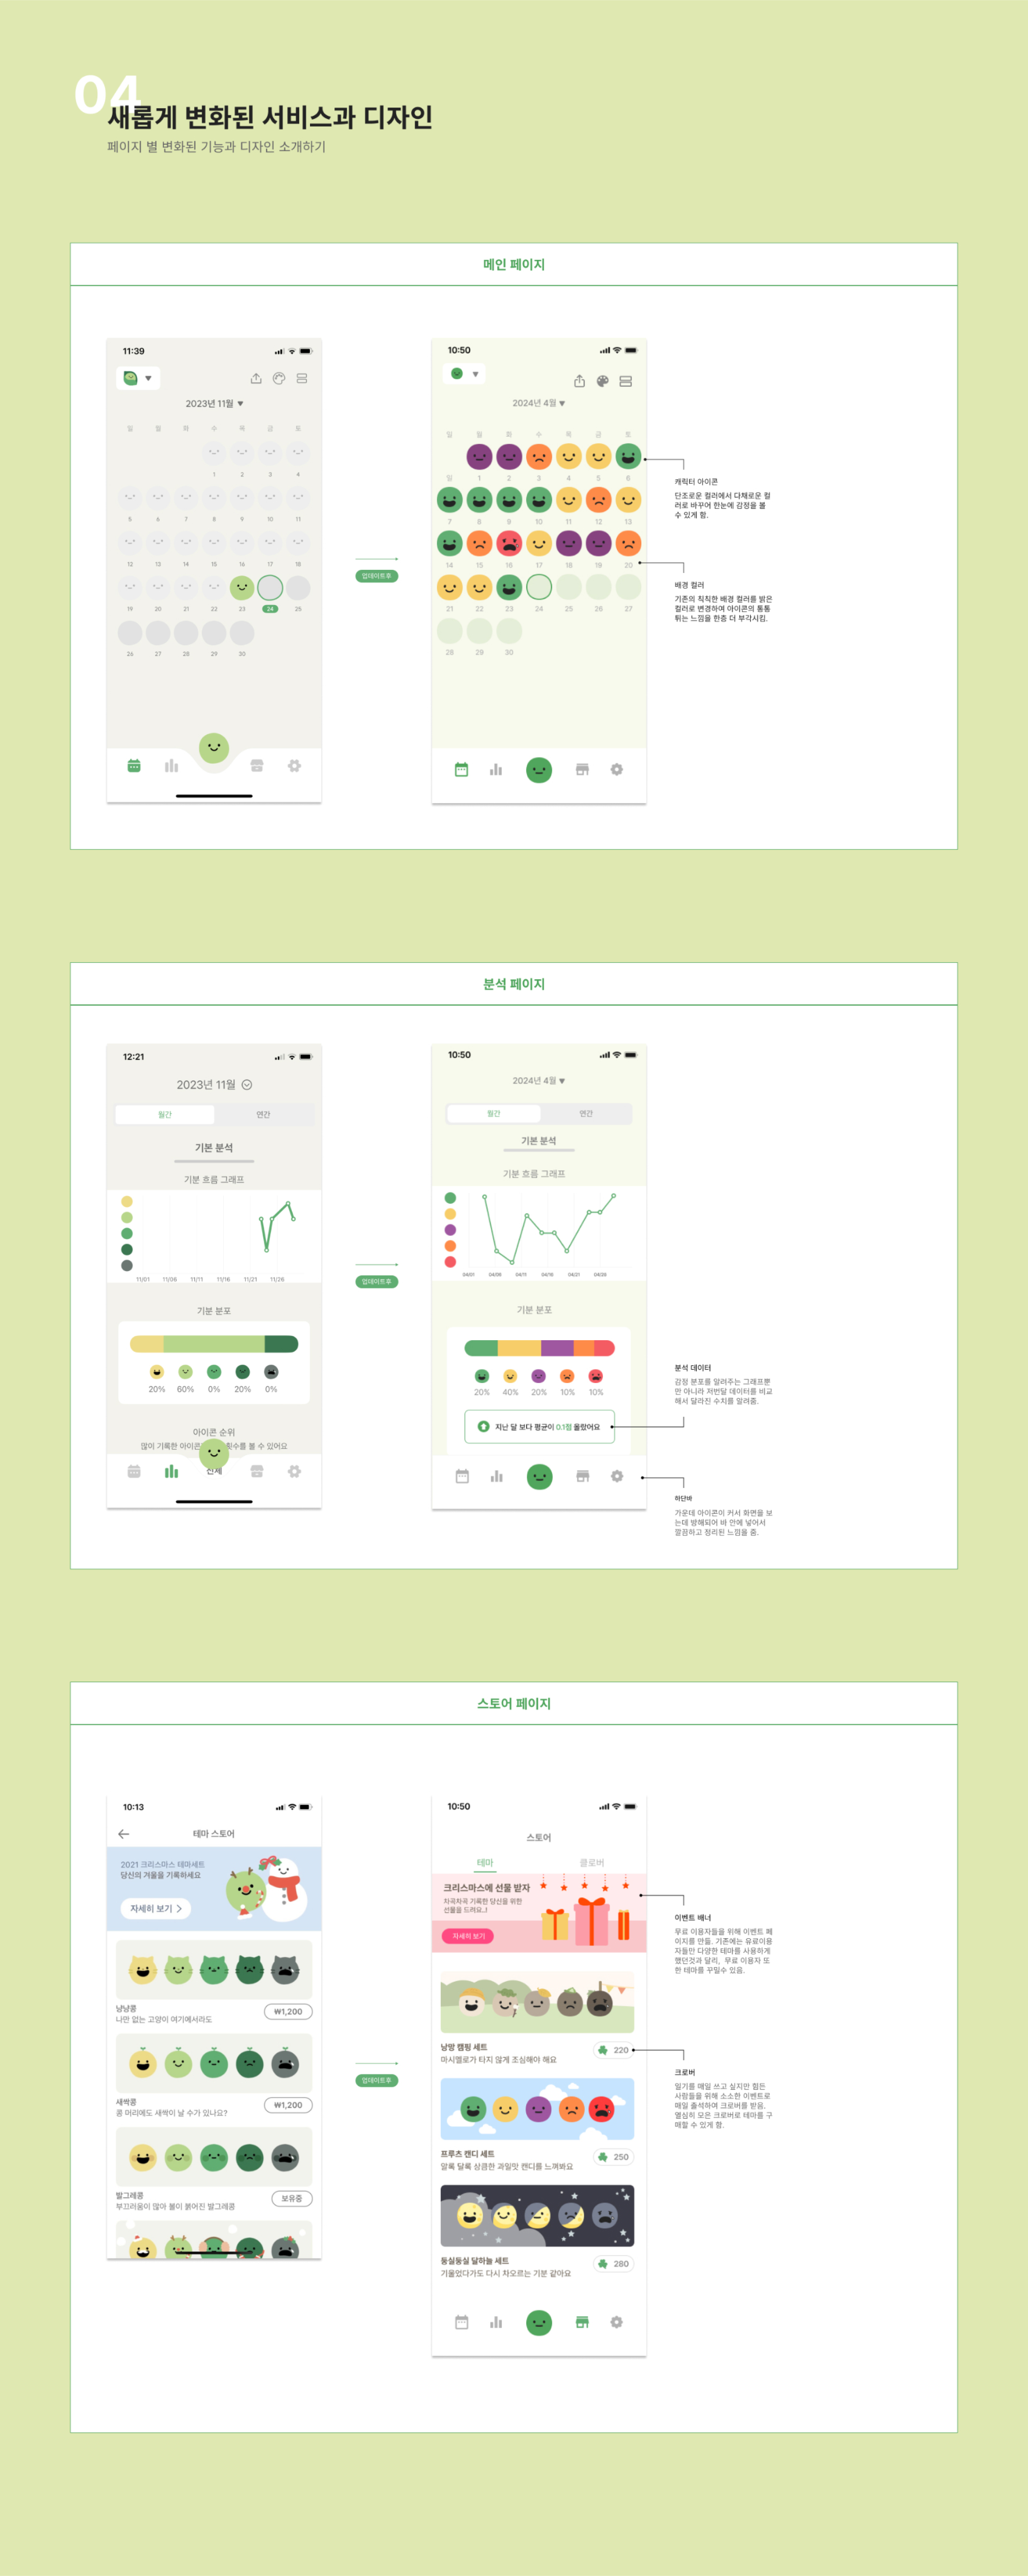 04
새롭게 변화된 서비스과 디자인
페이지 별 변화된 기능과 디자인 소개하기
메인 페이지
11:39
2023년 11월 ▼
일 월 화 수 목 금 토
1 2 3 4
5 6 7 8 9 10 11
12 13 14 15 16 17 18
19 20 21 22 23 24 25
26 27 28 29 30
업데이트후
10:50
2024년 4월 ▼
일 월 화 수 목 금 토
일 1 2 3 4 5 6
7 8 9 10 11 12 13
14 15 16 17 18 19 20
21 22 23 24 25 26 27
28 29 30
캐릭터 아이콘
단조로운 컬러에서 다채로운 컬
러로 바꾸어 한눈에 감정을 볼
수 있게 함.
배경 컬러
기존의 칙칙한 배경 컬러를 밝은
컬러로 변경하여 아이콘의 통통
튀는 느낌을 한층 더 부각시킴.
분석 페이지
12:21
2023년 11월
월간 연간
기본 분석
기분 흐름 그래프
11/01 11/06 11/11 11/16 11/21 11/26
기분 분포
20% 60% 0% 20% 0%
아이콘 순위
많이 기록한 아이콘 횟수를 볼 수 있어요
전체
업데이트후
10:50
2024년 4월 ▼
월간 연간
기본 분석
기분 흐름 그래프
04/01 04/11 04/16 04/21
기분 분포
20% 40% 20% 10% 10%
지난 달 보다 평균이 0.1점 올랐어요
분석 데이터
감정 분포를 알려주는 그래프뿐
만 아니라 저번달 데이터를 비교
해서 달라진 수치를 알려줌.
하단바
가운데 아이콘이 커서 화면을 보
는데 방해되어 바 안에 넣어서
깔끔하고 정리된 느낌을 줌.
스토어 페이지
10:13
테마 스토어
2021 크리스마스 테마세트
당신의 겨울을 기록하세요
자세히 보기 >
냥냥콩
나만 없는 고양이 여기에서라도
₩1,200
새싹콩
콩 머리에도 새싹이 날 수가 있나요?
₩1,200
발그레콩
부끄러움이 많아 볼이 붉어진 발그레콩
보유중
업데이트후
10:50
스토어
테마 클로버
크리스마스에 선물 받자
차곡차곡 기록한 당신을 위한
선물을 드려요..!
자세히 보기
낭망 캠핑 세트
마시멜로가 타지 않게 조심해야 해요
220
프루츠 캔디 세트
알록 달록 상큼한 과일맛 캔디를 느껴봐요
250
둥실둥실 달하늘 세트
기울었다가도 다시 차오르는 기분 같아요
280
이벤트 배너
무료 이용자들을 위해 이벤트 페
이지를 만듦. 기존에는 유료이용
자들만 다양한 테마를 사용하게
했던것과 달리, 무료 이용자 또
한 테마를 꾸밀수 있음.
크로버
일기를 매일 쓰고 싶지만 힘든
사람들을 위해 소소한 이벤트로
매일 출석하여 크로버를 받음.
열심히 모은 크로버로 테마를 구
매할 수 있게 함.